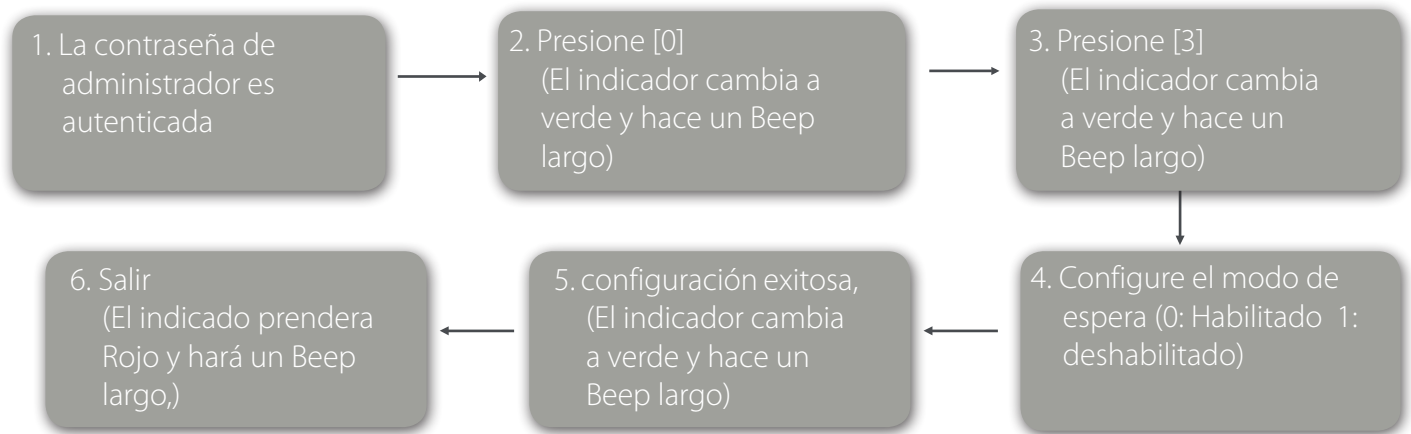 1. La contraseña de
administrador es
autenticada
2. Presione [0]
(El indicador cambia a
verde y hace un Beep
largo)
3. Presione [3]
(El indicador cambia
a verde y hace un
Beep largo)
4. Configure el modo de
espera (0: Habilitado 1:
deshabilitado)
5. configuración exitosa,
(El indicador cambia
a verde y hace un
Beep largo)
6. Salir
(El indicado prendera
Rojo y hará un Beep
largo,)